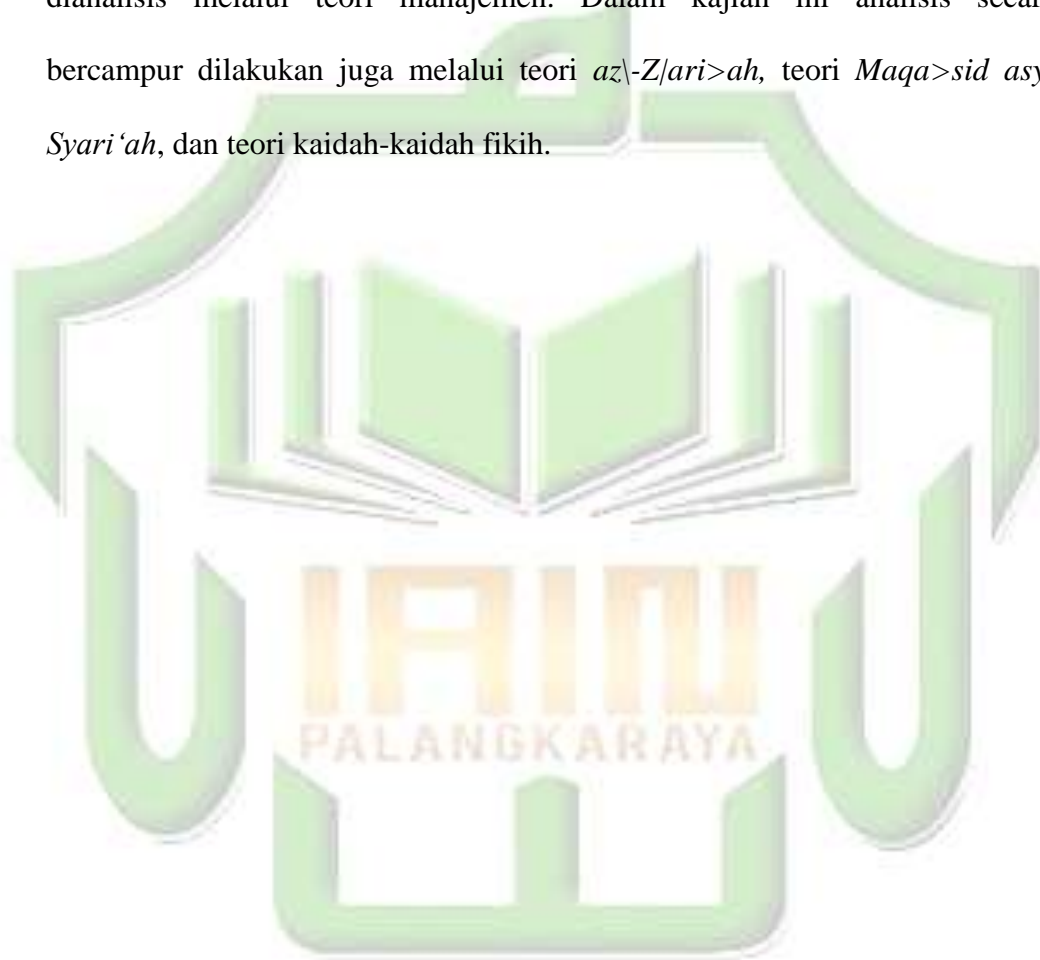 dianalisis melalui teori manajemen. Dalam kajian ini analisis secar
bercampur dilakukan juga melalui teori az\-Z|ari>ah, teori Maqa>sid asy
Syari‘ah, dan teori kaidah-kaidah fikih.
IAIN
PALANGKARAYA